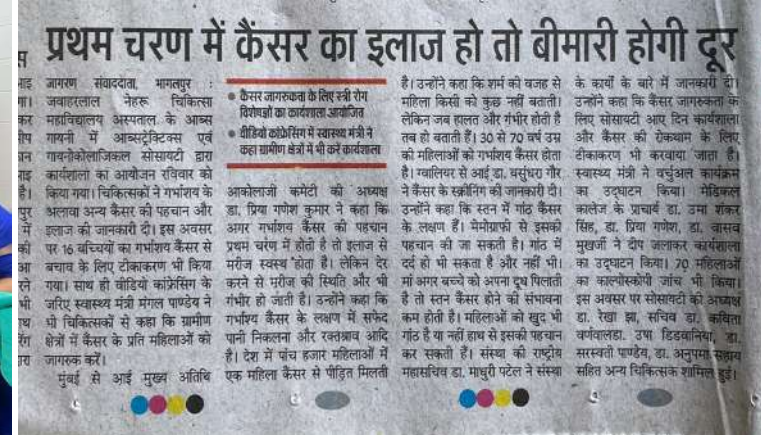 प्रथम चरण में कैंसर का इलाज हो तो बीमारी होगी दूर
जागरण संवाददाता, भागलपुर :
जवाहरलाल नेहरू चिकित्सा
महाविद्यालय अस्पताल के आब्स
गायनी में आब्सट्रेक्टिक्स एवं
गायनोकोलाजिकल सोसायटी द्वारा
कार्यशाला का आयोजन रविवार को
किया गया। चिकित्सकों ने गर्भाशय के
अलावा अन्य कैंसर की पहचान और
इलाज की जानकारी दी। इस अवसर
पर 16 बच्चियों का गर्भाशय कैंसर से
बचाव के लिए टीकाकरण भी किया
गया। साथ ही वीडियो कांफ्रेसिंग के
जरिए स्वास्थ्य मंत्री मंगल पाण्डेय ने
भी चिकित्सकों से कहा कि ग्रामीण
क्षेत्रों में कैंसर के प्रति महिलाओं को
जागरुक करें।
मुंबई से आई मुख्य अतिथि
कैंसर जागरुकता के लिए स्त्री रोग
विशेषज्ञों का कार्यशाला आयोजित
वीडियो कांफ्रेसिंग में स्वास्थ्य मंत्री ने
कहा ग्रामीण क्षेत्रों में भी करें कार्यशाला
आकोलाजी कमेटी की अध्यक्ष
डा. प्रिया गणेश कुमार ने कहा कि
अगर गर्भाशय कैंसर की पहचान
प्रथम चरण में होती है तो इलाज से
मरीज स्वस्थ होता है। लेकिन देर
करने से मरीज की स्थिति और भी
गंभीर हो जाती है। उन्होंने कहा कि
गर्भाश्य कैंसर के लक्षण में सफेद
पानी निकलना और रक्तश्राव आदि
है। देश में पांच हजार महिलाओं में
एक महिला कैंसर से पीड़ित मिलती
है। उन्होंने कहा कि शर्म की वजह से
महिला किसी को कुछ नहीं बताती।
लेकिन जब हालत और गंभीर होती है
तब हो बताती हैं। 30 से 70 वर्ष उम्र
की महिलाओं को गर्भाशय कैंसर होता
है। ग्वालियर से आई डा. वसुंधरा गौर
ने कैंसर के स्क्रीनिंग की जानकारी दी।
उन्होंने कहा कि स्तन में गांठ कैंसर
के लक्षण हैं। मेमोग्राफी से इसकी
पहचान की जा सकती है। गांठ में
दर्द हो भी सकता है और नहीं भी।
मां अगर बच्चे को अपना दूध पिलाती
है तो स्तन कैंसर होने की संभावना
कम होती है। महिलाओं को खुद भी
गांठ है या नहीं हाथ से इसकी पहचान
कर सकती हैं। संस्था की राष्ट्रीय
महासचिव डा. माधुरी पटेल ने संस्था
के कार्यों के बारे में जानकारी दी।
उन्होंने कहा कि कैंसर जागरुकता के
लिए सोसायटी आए दिन कार्यशाला
और कैंसर की रोकथाम के लिए
टीकाकरण भी करवाया जाता है।
स्वास्थ्य मंत्री ने वर्चुअल कार्यक्रम
का उद्घाटन किया। मेडिकल
कालेज के प्राचार्य डा. उमा शंकर
सिंह, डा. प्रिया गणेश, डा. वासव
मुखर्जी ने दीप जलाकर कार्यशाला
का उद्घाटन किया। 70 महिलाओं
का काल्पोस्कोपी जांच भी किया।
इस अवसर पर सोसायटी की अध्यक्ष
डा. रेखा झा, सचिव डा. कविता
वर्णवालडा. उषा डिडवानिया, डा.
सरस्वती पाण्डेय, डा. अनुपमा सहाय
सहित अन्य चिकित्सक शामिल हुईं।